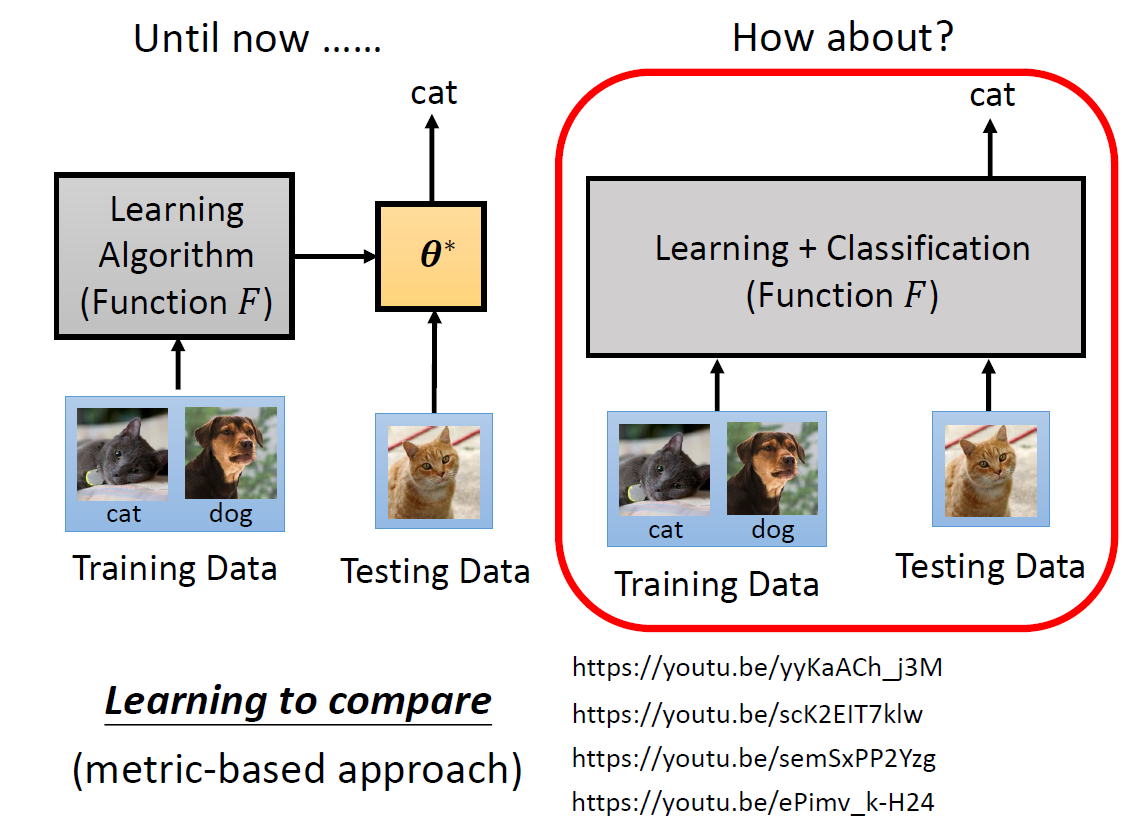 Until now ……
cat
Learning
Algorithm
(Function F)
θ*
cat
dog
Training Data
Testing Data
How about?
cat
Learning + Classification
(Function F)
cat
dog
Training Data
Testing Data
Learning to compare
(metric-based approach)
https://youtu.be/yyKaACh_j3M
https://youtu.be/scK2EIT7klw
https://youtu.be/semSxPP2Yzg
https://youtu.be/ePimv_k-H24